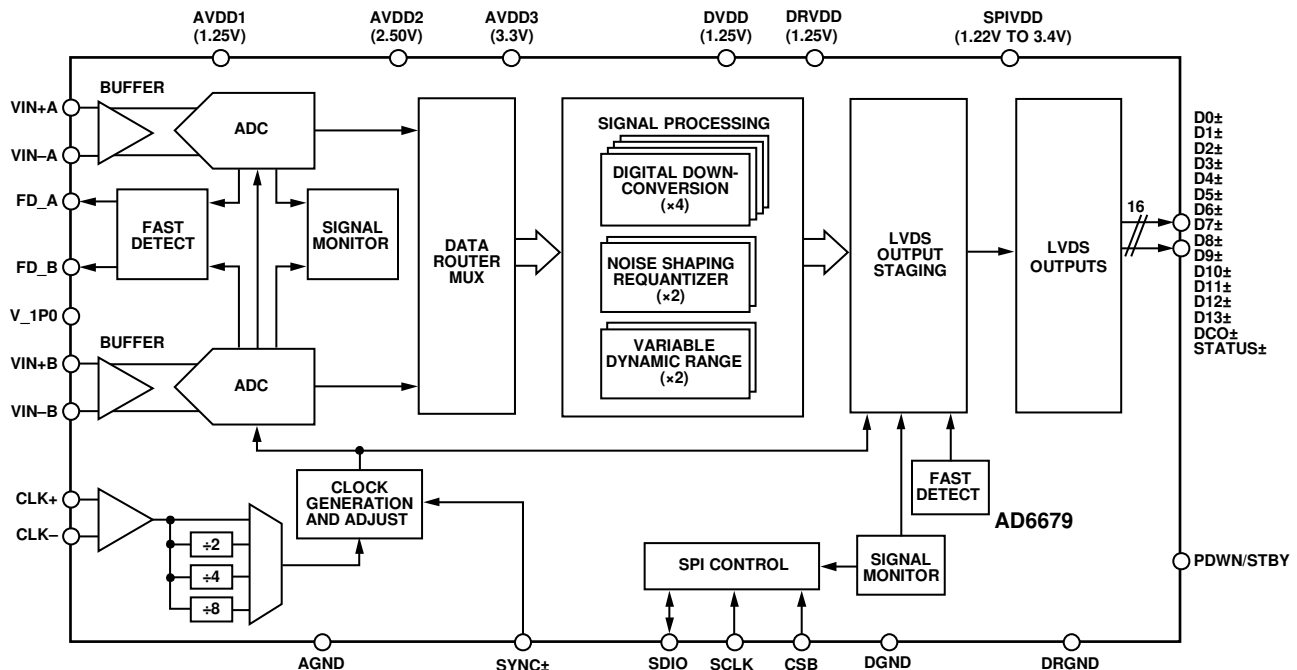 AVDD1
(1.25V)
AVDD2
(2.50V)
AVDD3
(3.3V)
DVDD
(1.25V)
DRVDD
(1.25V)
SPIVDD
(1.22V TO 3.4V)
BUFFER
VIN+A
VIN–A
ADC
FD_A
FD_B
FAST
DETECT
SIGNAL
MONITOR
V_1P0
BUFFER
VIN+B
VIN–B
ADC
DATA
ROUTER
MUX
SIGNAL PROCESSING
DIGITAL DOWN-
CONVERSION
(×4)
NOISE SHAPING
REQUANTIZER
(×2)
VARIABLE
DYNAMIC RANGE
(×2)
LVDS
OUTPUT
STAGING
LVDS
OUTPUTS
16
D0±
D1±
D2±
D3±
D4±
D5±
D6±
D7±
D8±
D9±
D10±
D11±
D12±
D13±
DCO±
STATUS±
CLK+
CLK–
÷2
÷4
÷8
CLOCK
GENERATION
AND ADJUST
FAST
DETECT
AD6679
SPI CONTROL
SIGNAL
MONITOR
PDWN/STBY
AGND
SYNC±
SDIO
SCLK
CSB
DGND
DRGND